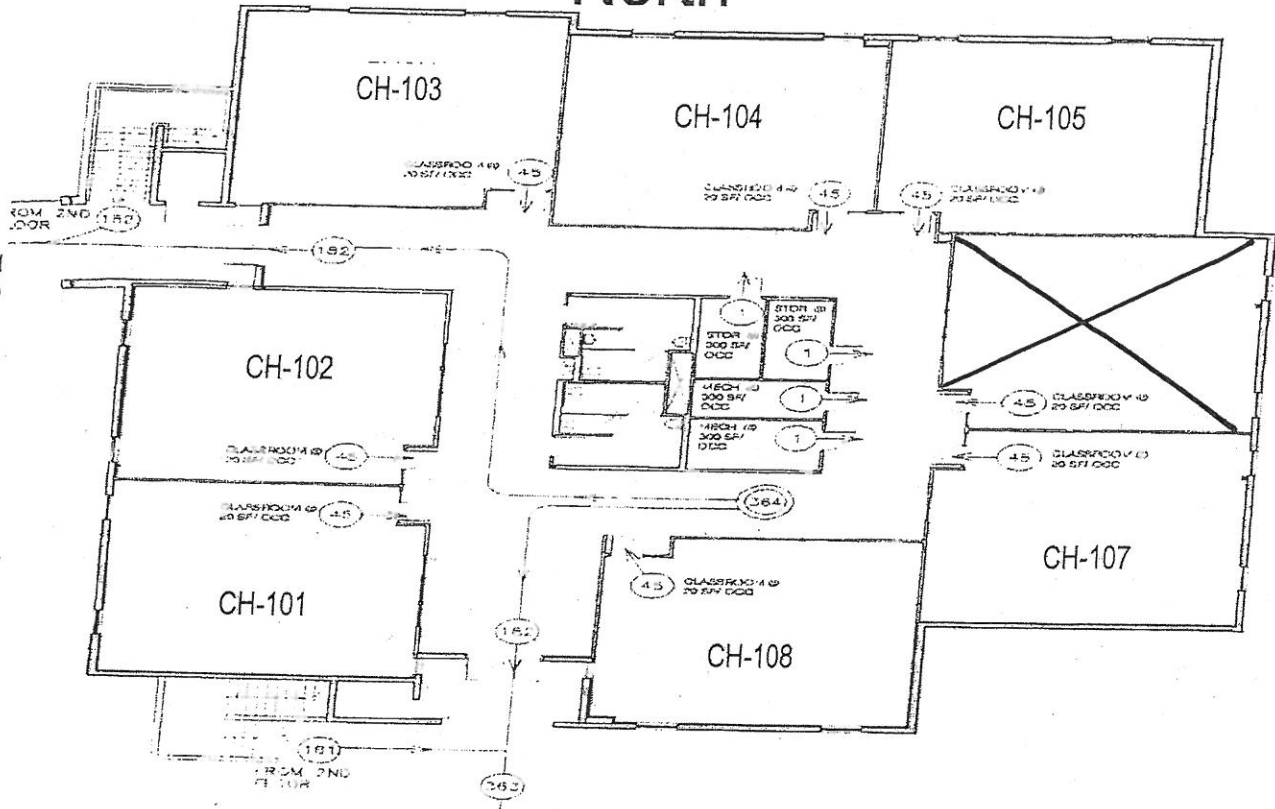 North
CH-103
CH-104
CH-105
CLASSROOM @
20 SF/ OCC
45
CLASSROOM @
20 SF/ OCC
45
45
CLASSROOM @
20 SF/ OCC
FROM 2ND
FLOOR
182
182
CH-102
1
STOR @
300 SF/
OCC
STOR @
300 SF/
OCC
1
MECH @
300 SF/
OCC
1
MECH @
300 SF/
OCC
1
45
CLASSROOM @
20 SF/ OCC
CLASSROOM @
20 SF/ OCC
45
45
CLASSROOM @
20 SF/ OCC
CLASSROOM @
20 SF/ OCC
45
364
CH-107
CH-101
45
CLASSROOM @
20 SF/ OCC
182
CH-108
181
FROM 2ND
FLOOR
363